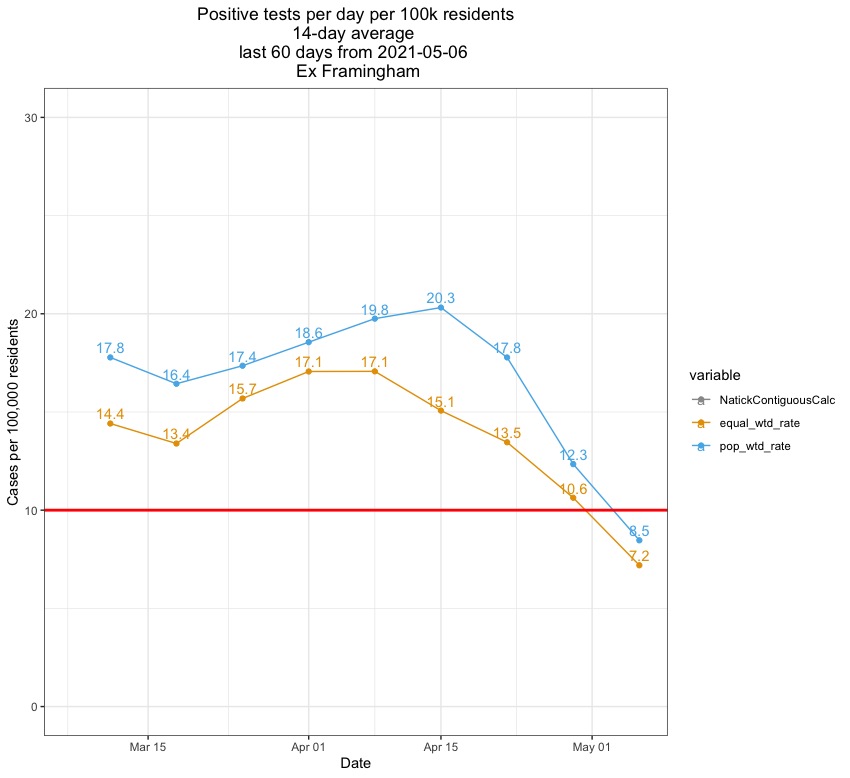 Positive tests per day per 100k residents
14-day average
last 60 days from 2021-05-06
Ex Framingham
30
20
10
0
Cases per 100,000 residents
17.8
16.4
17.4
18.6
19.8
20.3
17.8
12.3
8.5
14.4
13.4
15.7
17.1
17.1
15.1
13.5
10.6
7.2
Mar 15
Apr 01
Apr 15
May 01
Date
variable
a NatickContiguousCalc
a equal_wtd_rate
a pop_wtd_rate